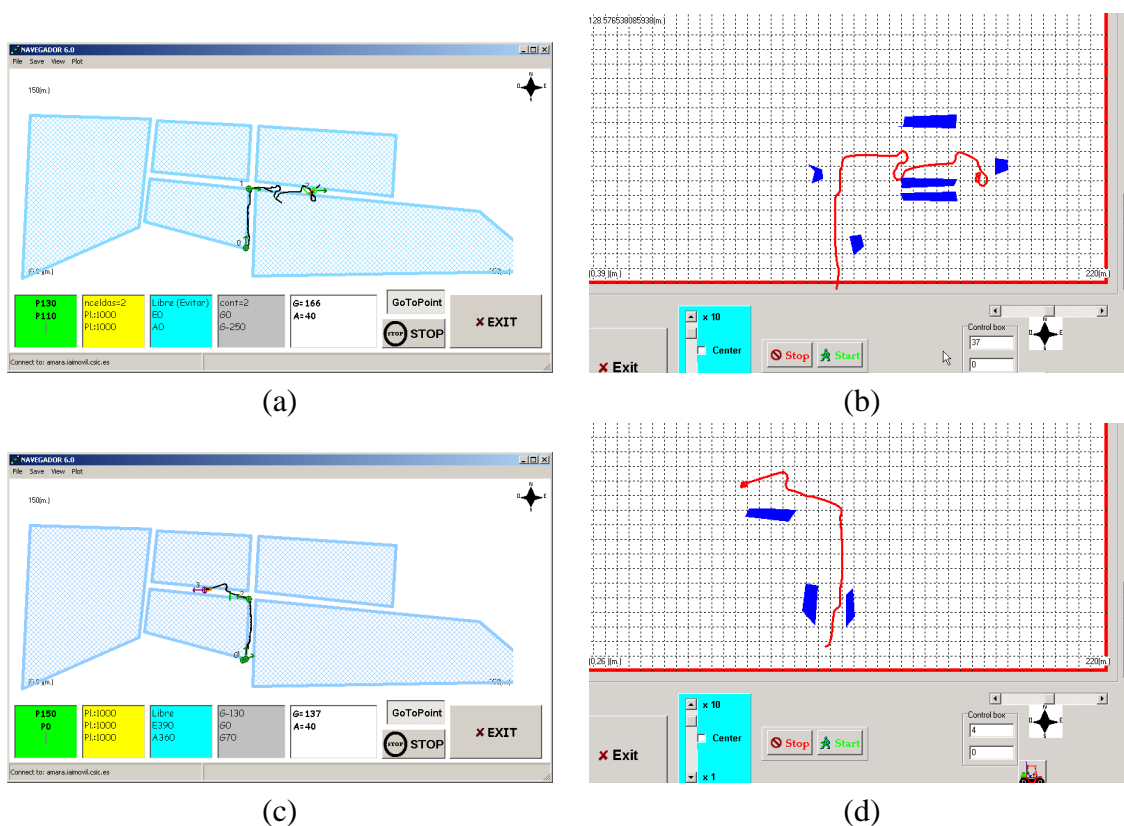 NAVEGADOR 6.0
File Save View Plot
150(m.)
N
E
S
1
0
P130
P110
nceldas=2
PL:1000
PL:1000
Libre (Evitar)
E0
A0
cont=2
G0
G-250
G=166
A=40
GoToPoint
STOP
STOP
EXIT
Connect to: amara.iaimovil.csic.es
(a)
128.576538085938(m.)
(0,39)(m.)
220(m.)
Exit
x 10
Center
Stop
Start
Control box
37
0
(b)
NAVEGADOR 6.0
File Save View Plot
150(m.)
N
E
S
3
2
P150
P0
PL:1000
PL:1000
PL:1000
Libre
E390
A360
G-130
G0
G70
G=137
A=40
GoToPoint
STOP
STOP
EXIT
Connect to: amara.iaimovil.csic.es
(c)
(0,26)(m.)
220(m.)
Exit
x 10
Center
x 1
Stop
Start
Control box
4
0
(d)